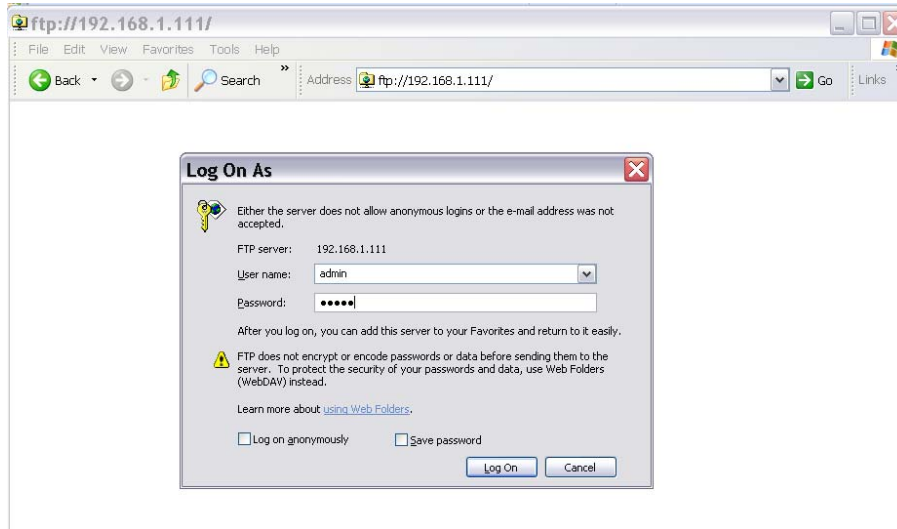 ftp://192.168.1.111/
File Edit View Favorites Tools Help
Back Search » Address ftp://192.168.1.111/ Go Links
Log On As
Either the server does not allow anonymous logins or the e-mail address was not
accepted.
FTP server: 192.168.1.111
User name: admin
Password: •••••
After you log on, you can add this server to your Favorites and return to it easily.
FTP does not encrypt or encode passwords or data before sending them to the
server. To protect the security of your passwords and data, use Web Folders
(WebDAV) instead.
Learn more about using Web Folders.
Log on anonymously Save password
Log On Cancel